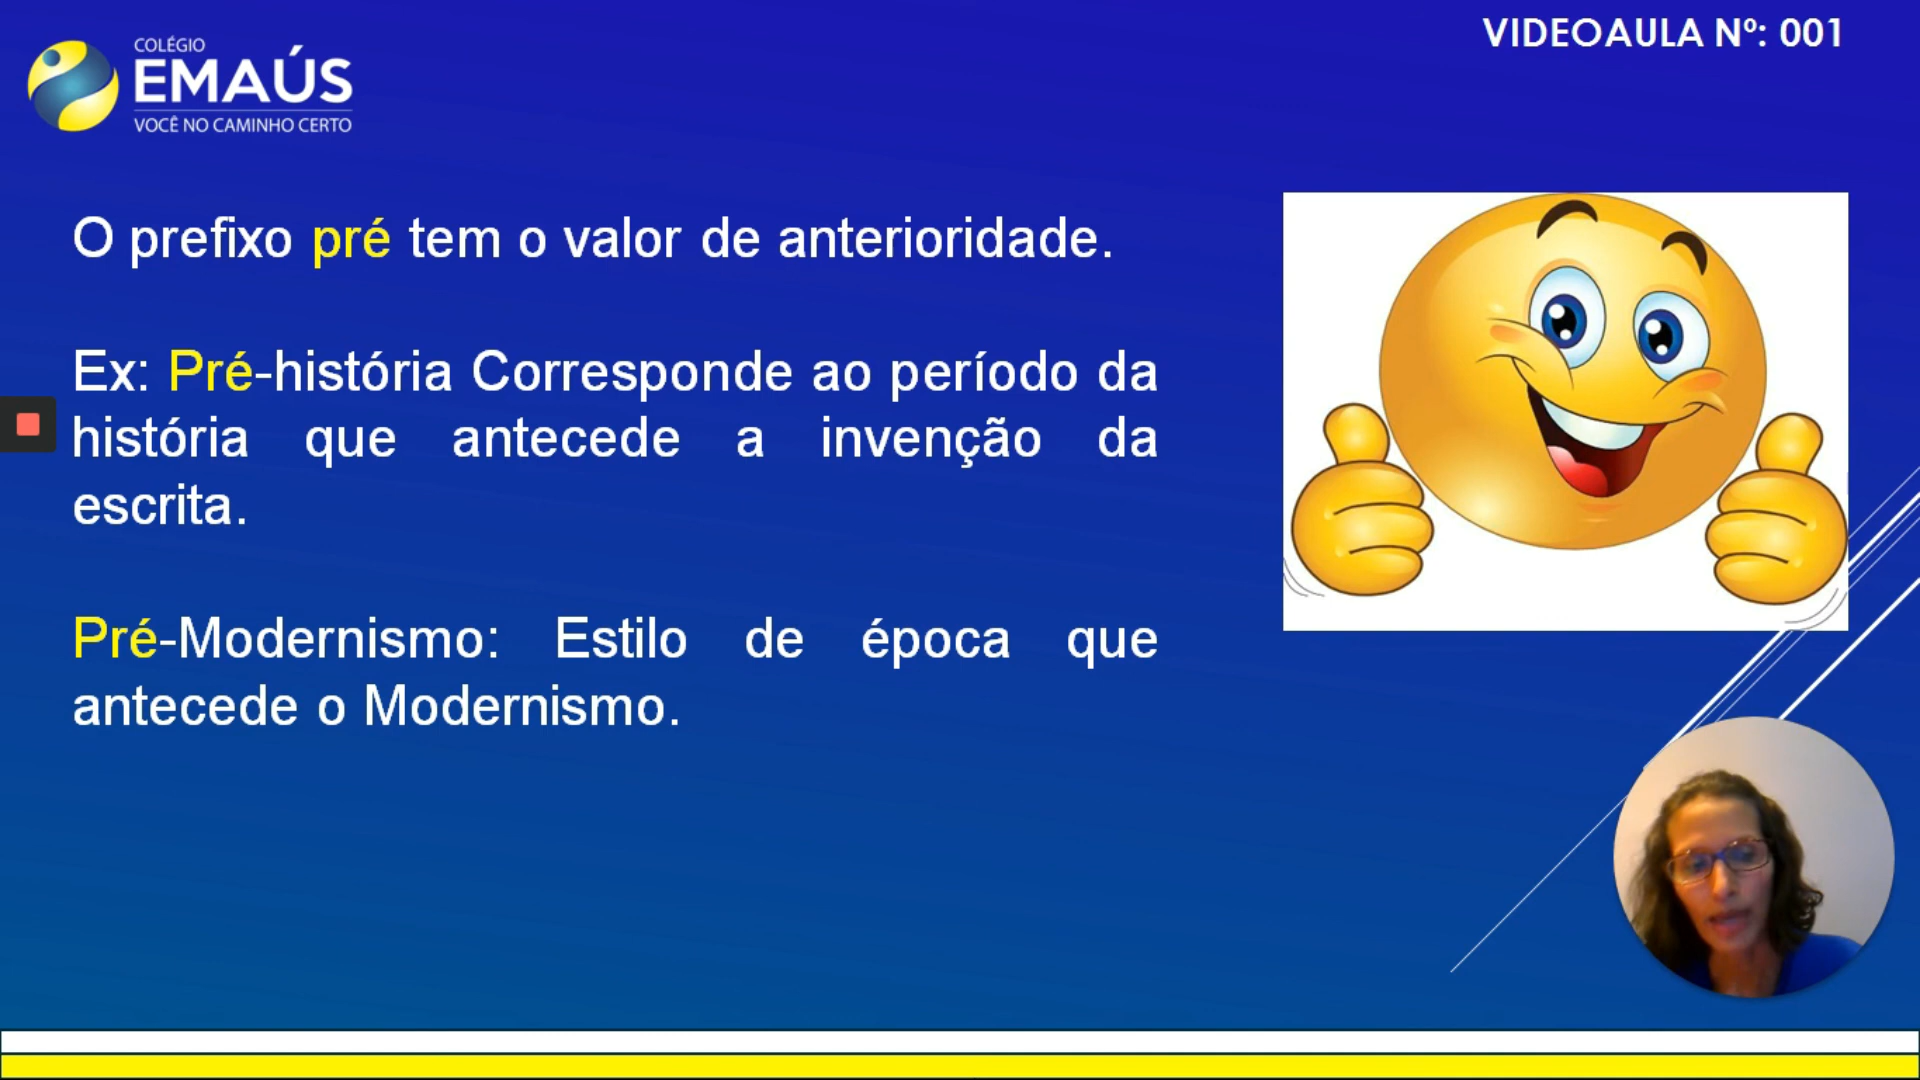 COLÉGIO
EMAÚS
VOCÊ NO CAMINHO CERTO
VIDEOAULA Nº: 001
O prefixo pré tem o valor de anterioridade.
Ex: Pré-história Corresponde ao período da
história que antecede a invenção da
escrita.
Pré-Modernismo: Estilo de época que
antecede o Modernismo.